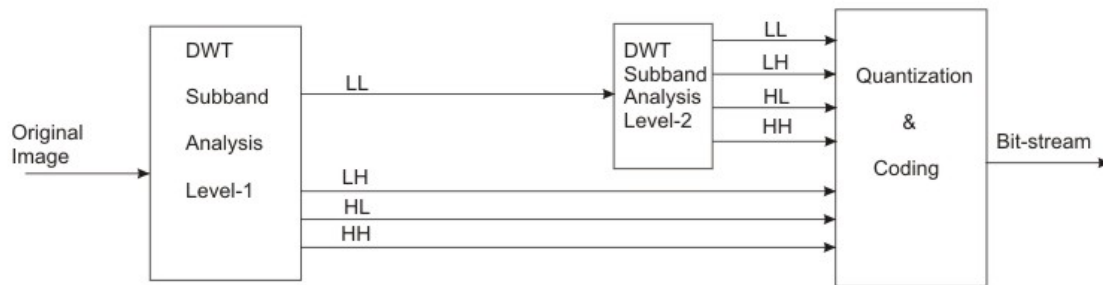 Original
Image
DWT
Subband
Analysis
Level-1
LL
LH
HL
HH
DWT
Subband
Analysis
Level-2
LL
LH
HL
HH
Quantization
&
Coding
Bit-stream